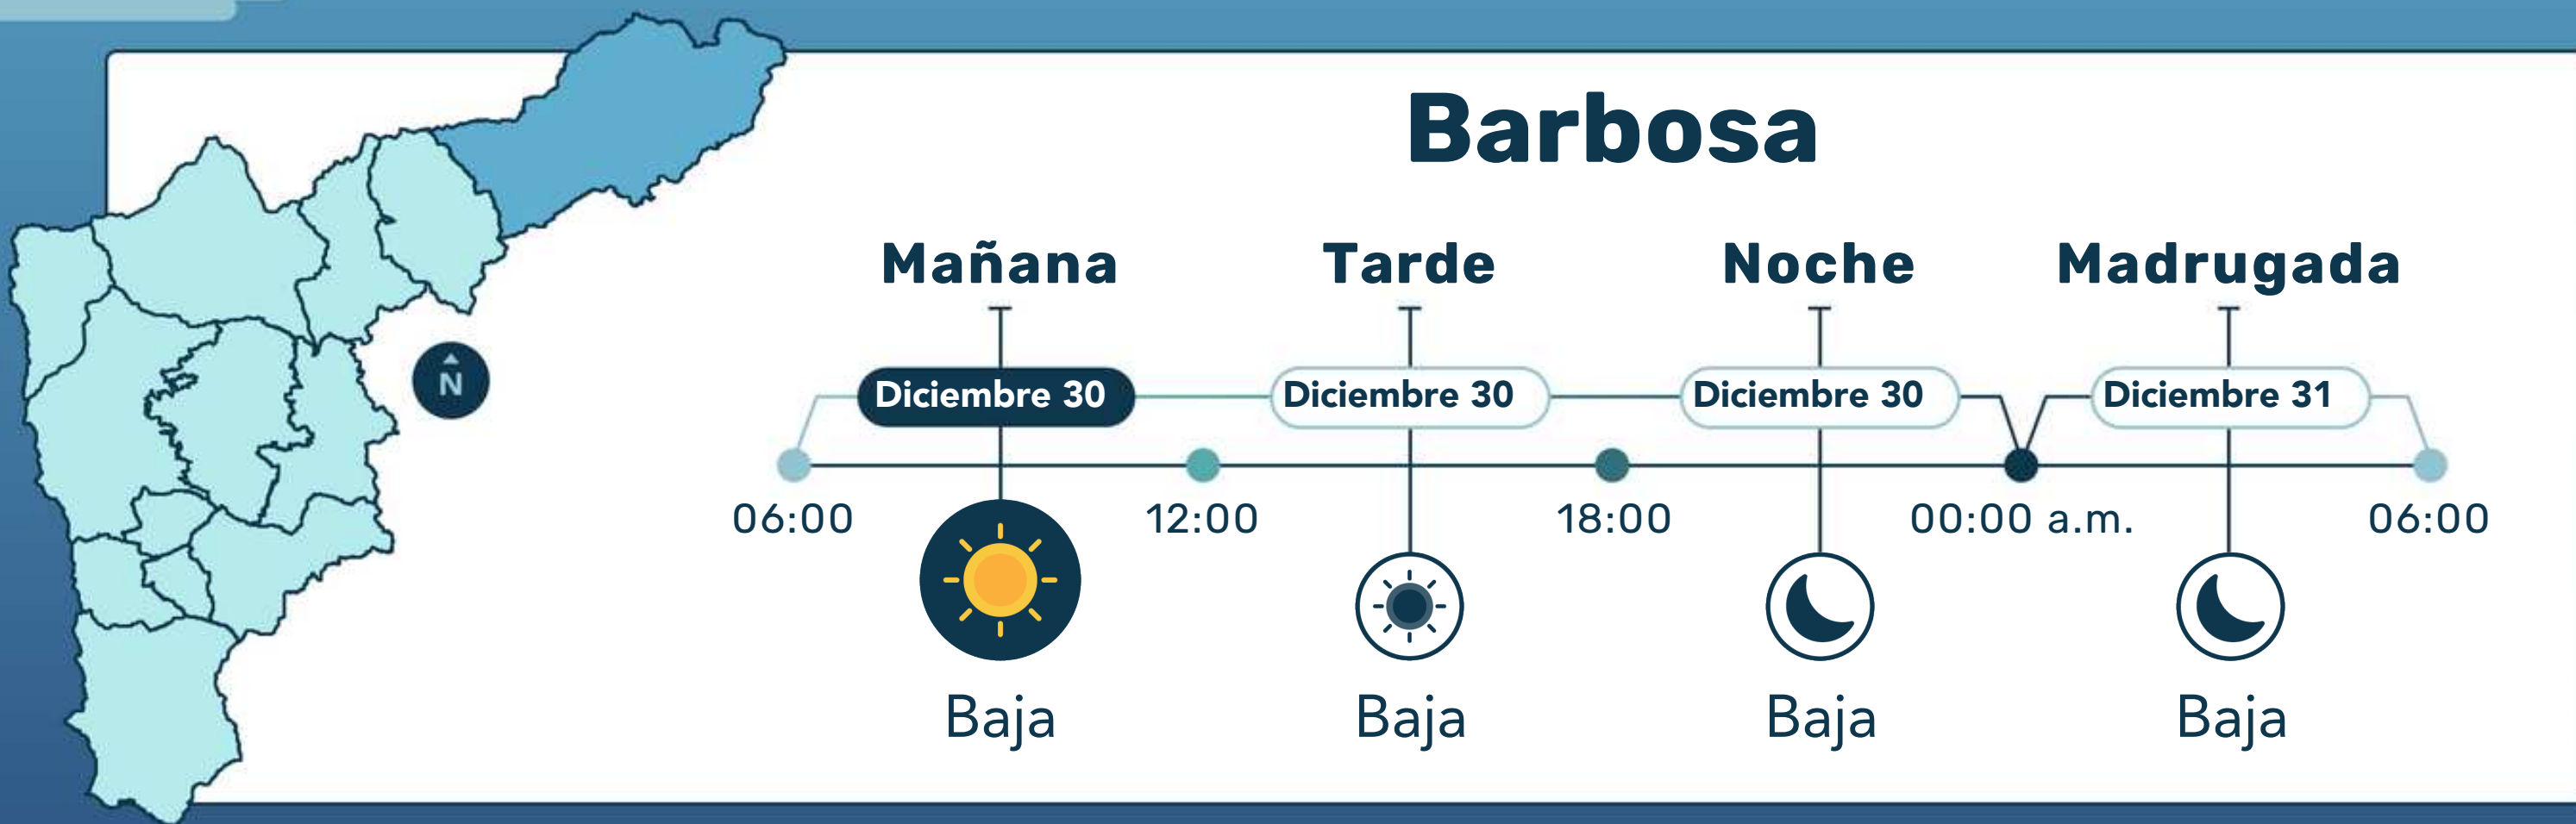 Barbosa
Mañana Tarde Noche Madrugada
N
Diciembre 30 Diciembre 30 Diciembre 30 Diciembre 31
06:00 12:00 18:00 00:00 a.m. 06:00
Baja Baja Baja Baja